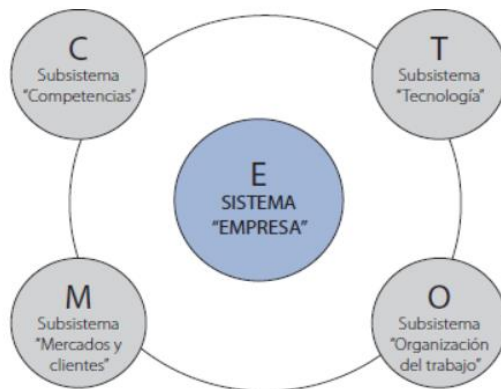 C
Subsistema
"Competencias"
T
Subsistema
"Tecnología"
E
SISTEMA
"EMPRESA"
M
Subsistema
"Mercados y
clientes"
O
Subsistema
"Organización
del trabajo"